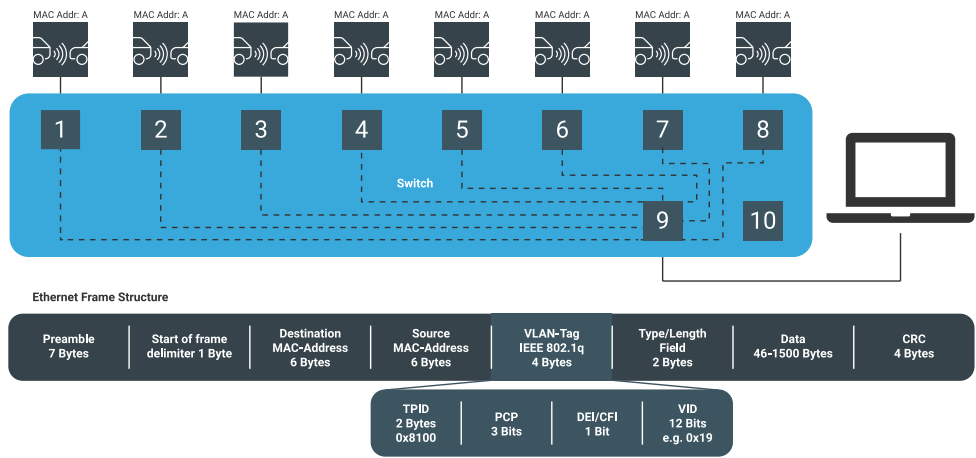 MAC Addr: A MAC Addr: A MAC Addr: A MAC Addr: A MAC Addr: A MAC Addr: A MAC Addr: A MAC Addr: A
1 2 3 4 5 6 7 8
Switch
9 10
Ethernet Frame Structure
Preamble
7 Bytes
Start of frame
delimiter 1 Byte
Destination
MAC-Address
6 Bytes
Source
MAC-Address
6 Bytes
VLAN-Tag
IEEE 802.1q
4 Bytes
Type/Length
Field
2 Bytes
Data
46-1500 Bytes
CRC
4 Bytes
TPID
2 Bytes
0x8100
PCP
3 Bits
DEI/CFI
1 Bit
VID
12 Bits
e.g. 0x19